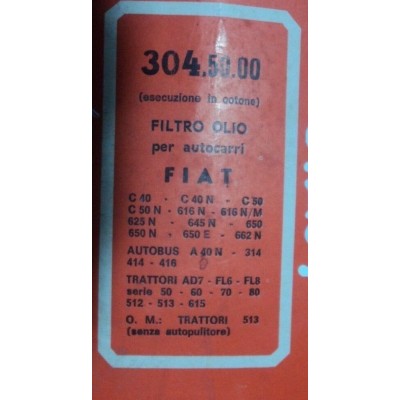 304.50.00
(esecuzione in cotone)
FILTRO OLIO
per autocarri
FIAT
C 40 - C 40 N - C 50
C 50 N - 616 N - 616 N/M
625 N - 645 N - 650
650 N - 650 E - 662 N
AUTOBUS A 40 N - 314
414 - 416
TRATTORI AD7 - FL6 - FL8
serie 50 - 60 - 70 - 80
512 - 513 - 615
O. M.: TRATTORI 513
(senza autopulitore)